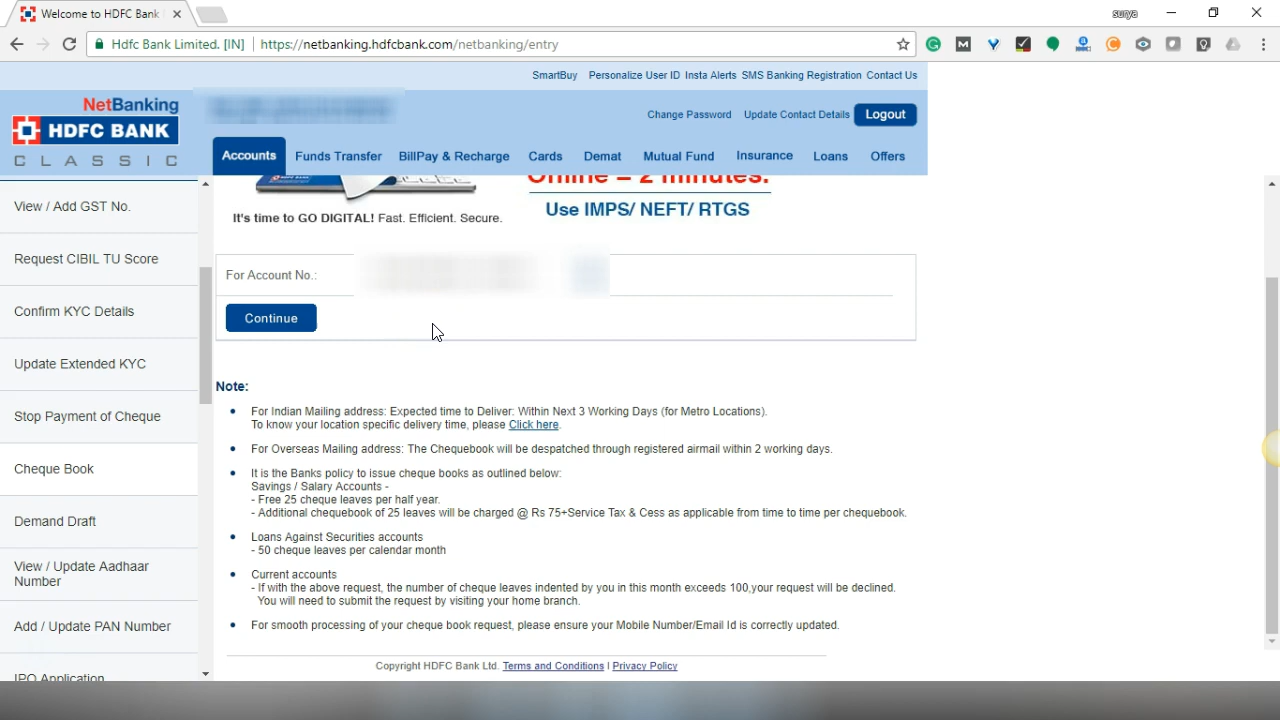 Welcome to HDFC Bank
surya
Hdfc Bank Limited. [IN] https://netbanking.hdfcbank.com/netbanking/entry
SmartBuy Personalize User ID Insta Alerts SMS Banking Registration Contact Us
NetBanking
HDFC BANK
CLASSIC
Change Password Update Contact Details Logout
Accounts Funds Transfer BillPay & Recharge Cards Demat Mutual Fund Insurance Loans Offers
View / Add GST No.
Request CIBIL TU Score
Confirm KYC Details
Update Extended KYC
Stop Payment of Cheque
Cheque Book
Demand Draft
View / Update Aadhaar
Number
Add / Update PAN Number
IPO Application
Online = 2 minutes.
It's time to GO DIGITAL! Fast. Efficient. Secure.
Use IMPS/ NEFT/ RTGS
For Account No.:
Continue
Note:
For Indian Mailing address: Expected time to Deliver: Within Next 3 Working Days (for Metro Locations).
To know your location specific delivery time, please Click here.
For Overseas Mailing address: The Chequebook will be despatched through registered airmail within 2 working days.
It is the Banks policy to issue cheque books as outlined below:
Savings / Salary Accounts -
- Free 25 cheque leaves per half year.
- Additional chequebook of 25 leaves will be charged @ Rs 75+Service Tax & Cess as applicable from time to time per chequebook.
Loans Against Securities accounts
- 50 cheque leaves per calendar month
Current accounts
- If with the above request, the number of cheque leaves indented by you in this month exceeds 100,your request will be declined.
You will need to submit the request by visiting your home branch.
For smooth processing of your cheque book request, please ensure your Mobile Number/Email Id is correctly updated.
Copyright HDFC Bank Ltd. Terms and Conditions I Privacy Policy